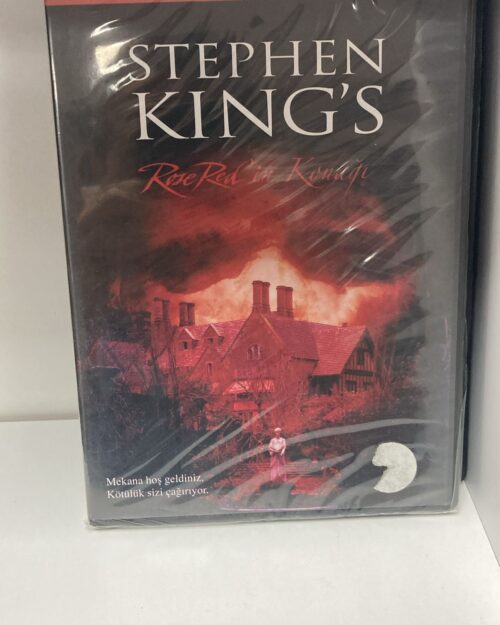 STEPHEN
KING'S
Rose Red'in Konağı
Mekana hoş geldiniz,
Kötülük sizi çağırıyor.